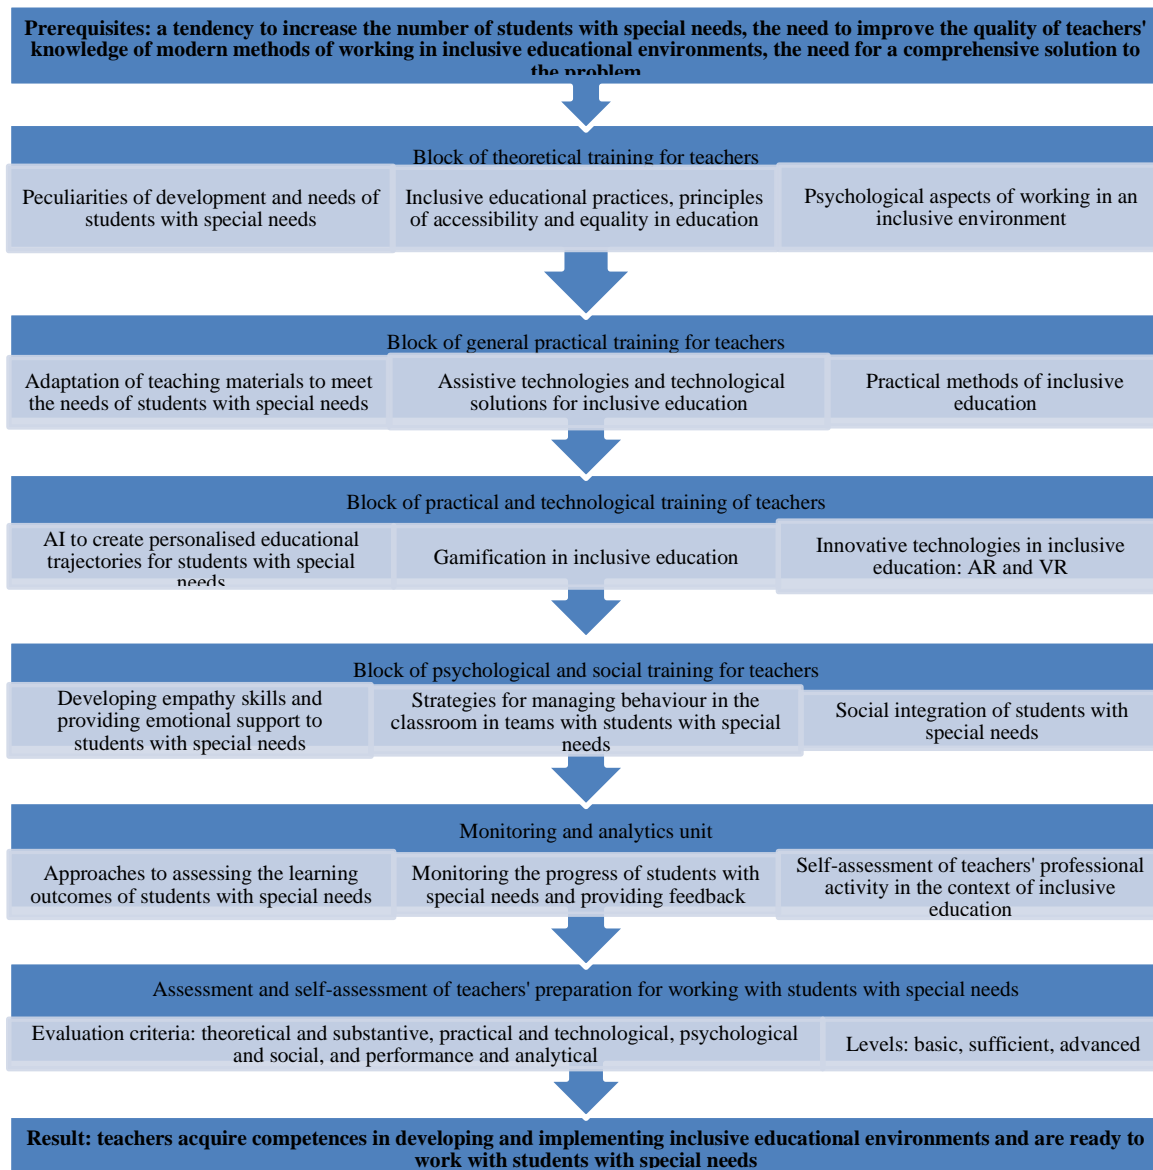 Prerequisites: a tendency to increase the number of students with special needs, the need to improve the quality of teachers'
knowledge of modern methods of working in inclusive educational environments, the need for a comprehensive solution to
the problem
Block of theoretical training for teachers
Peculiarities of development and needs of
students with special needs
Inclusive educational practices, principles
of accessibility and equality in education
Psychological aspects of working in an
inclusive environment
Block of general practical training for teachers
Adaptation of teaching materials to meet
the needs of students with special needs
Assistive technologies and technological
solutions for inclusive education
Practical methods of inclusive
education
Block of practical and technological training of teachers
AI to create personalised educational
trajectories for students with special
needs
Gamification in inclusive education
Innovative technologies in inclusive
education: AR and VR
Block of psychological and social training for teachers
Developing empathy skills and
providing emotional support to
students with special needs
Strategies for managing behaviour in the
classroom in teams with students with special
needs
Social integration of students with
special needs
Monitoring and analytics unit
Approaches to assessing the learning
outcomes of students with special needs
Monitoring the progress of students with
special needs and providing feedback
Self-assessment of teachers' professional
activity in the context of inclusive
education
Assessment and self-assessment of teachers' preparation for working with students with special needs
Evaluation criteria: theoretical and substantive, practical and technological, psychological
and social, and performance and analytical
Levels: basic, sufficient, advanced
Result: teachers acquire competences in developing and implementing inclusive educational environments and are ready to
work with students with special needs